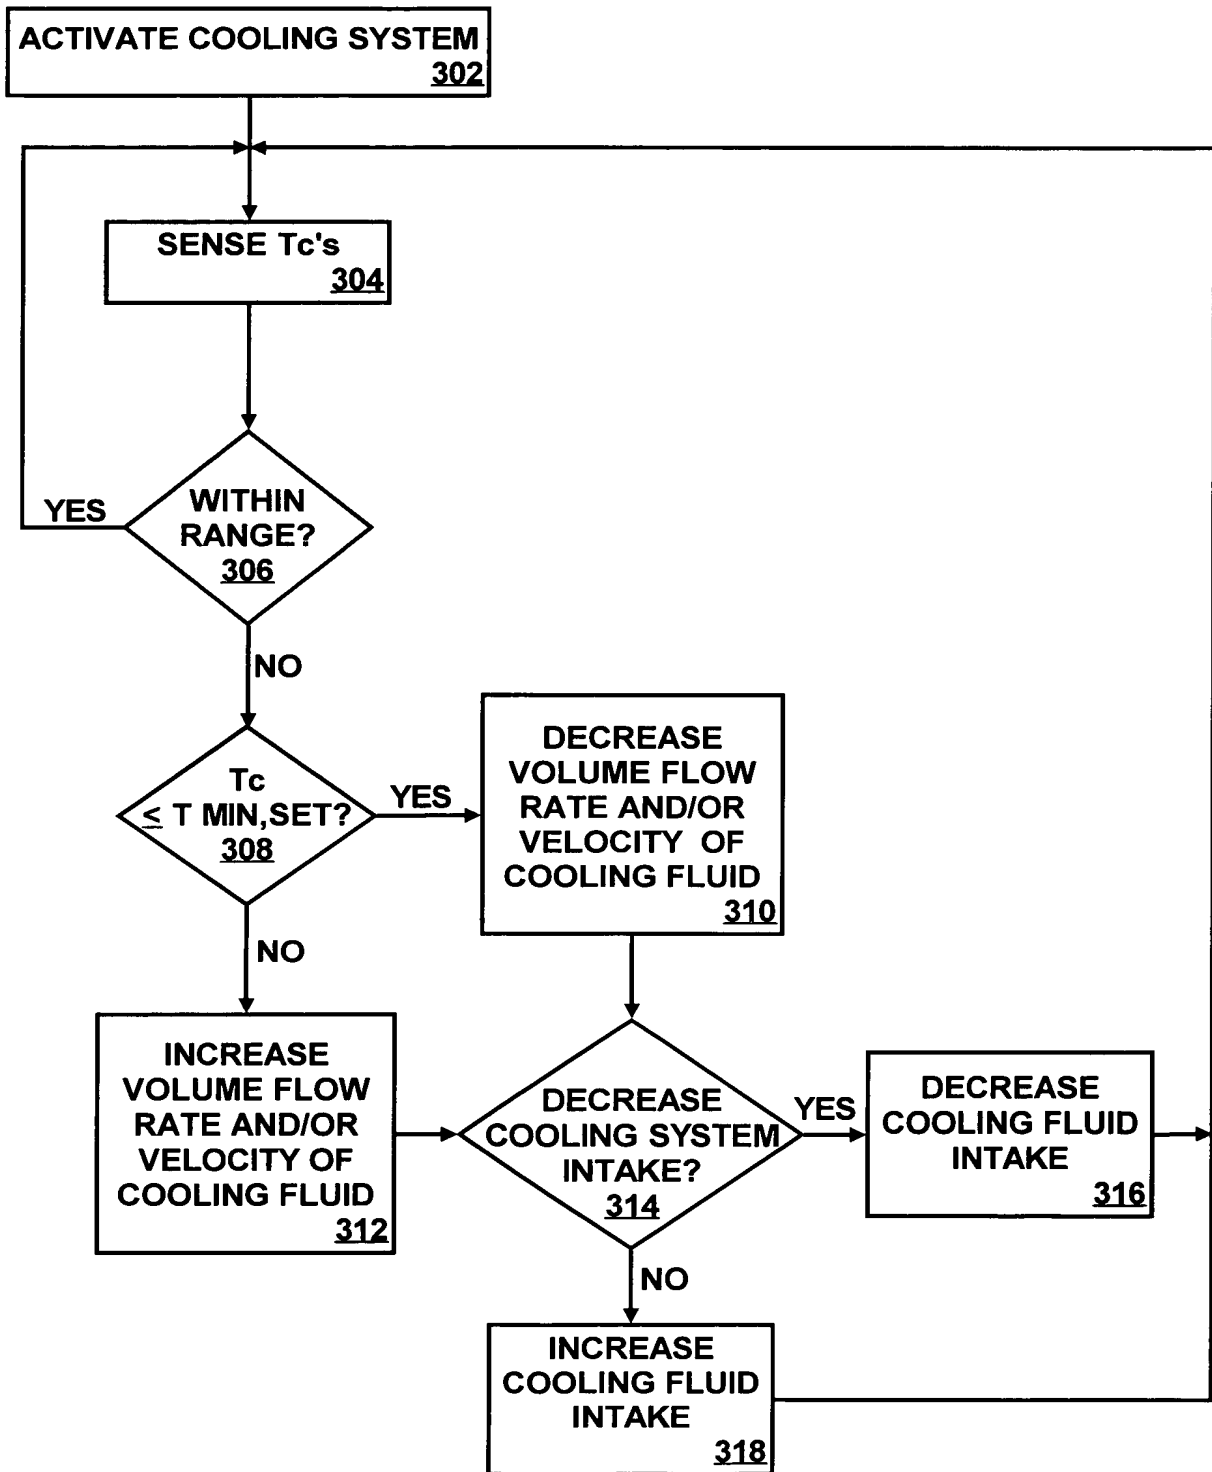 ACTIVATE COOLING SYSTEM
302
SENSE Tc's
304
YES
WITHIN
RANGE?
306
NO
Tc
≤ T MIN,SET?
308
YES
DECREASE
VOLUME FLOW
RATE AND/OR
VELOCITY OF
COOLING FLUID
310
NO
INCREASE
VOLUME FLOW
RATE AND/OR
VELOCITY OF
COOLING FLUID
312
DECREASE
COOLING SYSTEM
INTAKE?
314
YES
DECREASE
COOLING FLUID
INTAKE
316
NO
INCREASE
COOLING FLUID
INTAKE
318